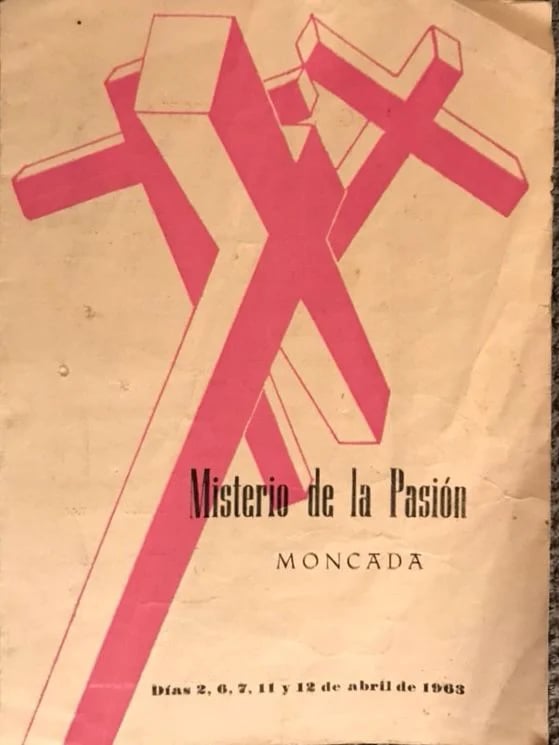 Misterio de la Pasión
MONCADA
Días 2, 6, 7, 11 y 12 de abril de 1963